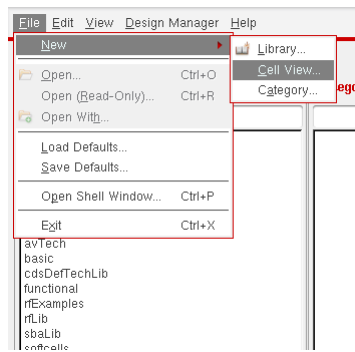 File Edit View Design Manager Help
New
Library...
Open... Ctrl+O
Cell View...
Open (Read-Only)... Ctrl+R
Category...
Open With...
Load Defaults...
Save Defaults...
Open Shell Window... Ctrl+P
Exit Ctrl+X
avTech
basic
cdsDefTechLib
functional
rfExamples
rfLib
sbaLib
softcells